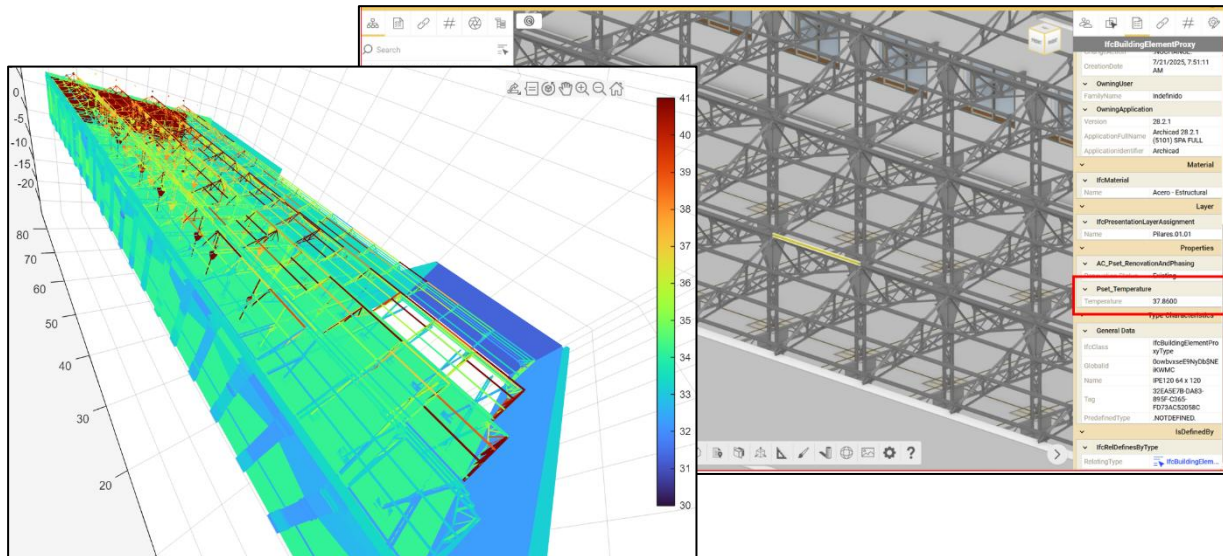 0
-5
-10
-15
-20
80
70
60
50
40
30
20
41
40
39
38
37
36
35
34
33
32
31
30
Search
IfcBuildingElementProxy
CreationDate
7/21/2025, 7:51:11
AM
OwningUser
FamilyName Indefinido
OwningApplication
Version 28.2.1
ApplicationFullName Archicad 28.2.1
(5101) SPA FULL
ApplicationIdentifier Archicad
Material
IfcMaterial
Name Acero - Estructural
Layer
IfcPresentationLayerAssignment
Name Pilares.01.01
Properties
AC_Pset_RenovationAndPhasing
Pset_Temperature
Temperature 37.8600
Type Characteristics
General Data
IfcClass IfcBuildingElementPro
xyType
GlobalId
Name IPE120 64 x 120
Tag 32EA5E7B-DA83-
895F-C365-
FD73AC52058C
PredefinedType .NOTDEFINED.
IsDefinedBy
IfcRelDefinesByType
RelatingType IfcBuildingElem...